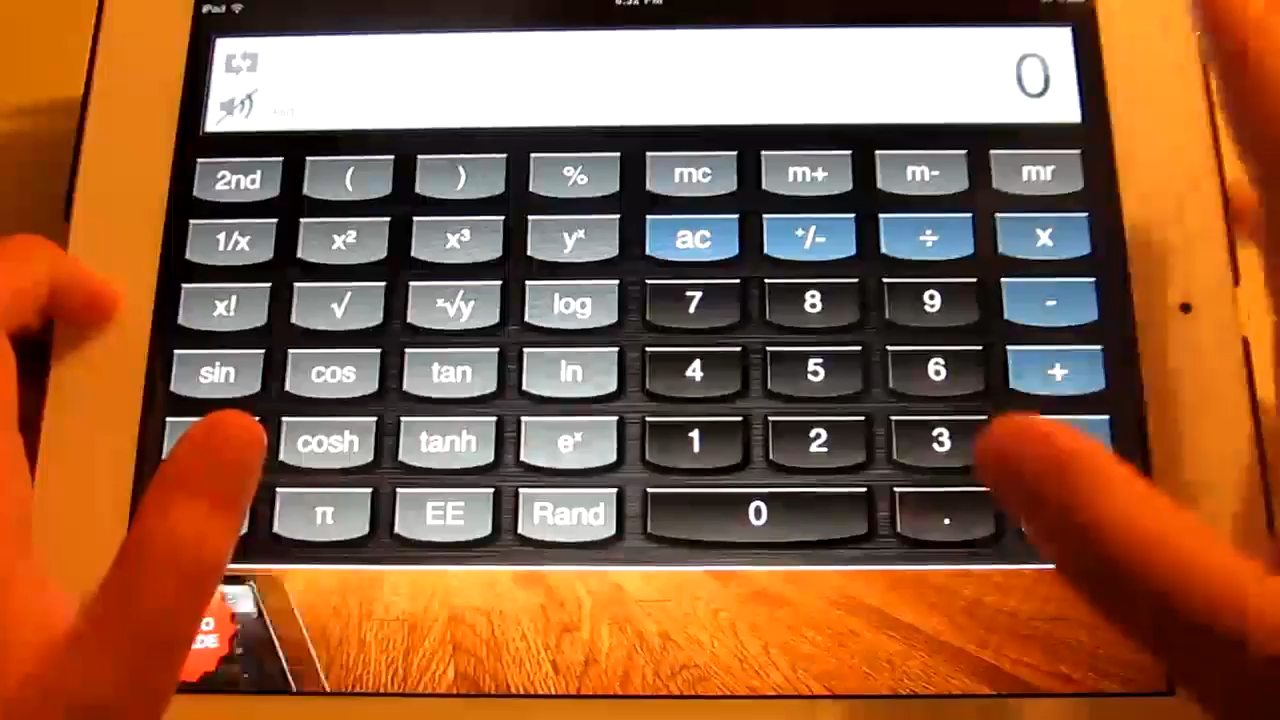 iPad
0
2nd ( ) % mc m+ m- mr
1/x x² x³ yˣ ac +/- ÷ x
x! √ ˣ√y log 7 8 9 -
sin cos tan ln 4 5 6 +
cosh tanh eˣ 1 2 3
π EE Rand 0 .